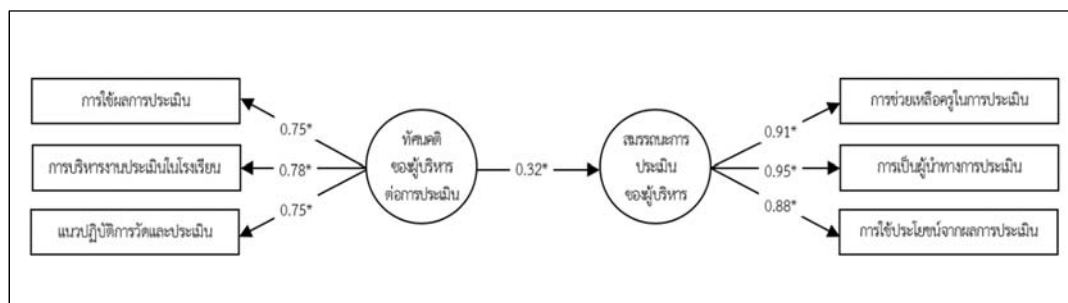 การใช้ผลการประเมิน
0.75*
การบริหารงานประเมินในโรงเรียน
0.78*
แนวปฏิบัติการวัดและประเมิน
0.75*
ทัศนคติ
ของผู้บริหาร
ต่อการประเมิน
0.32*
สมรรถนะการ
ประเมิน
ของผู้บริหาร
0.91*
การช่วยเหลือครูในการประเมิน
0.95*
การเป็นผู้นำทางการประเมิน
0.88*
การใช้ประโยชน์จากผลการประเมิน